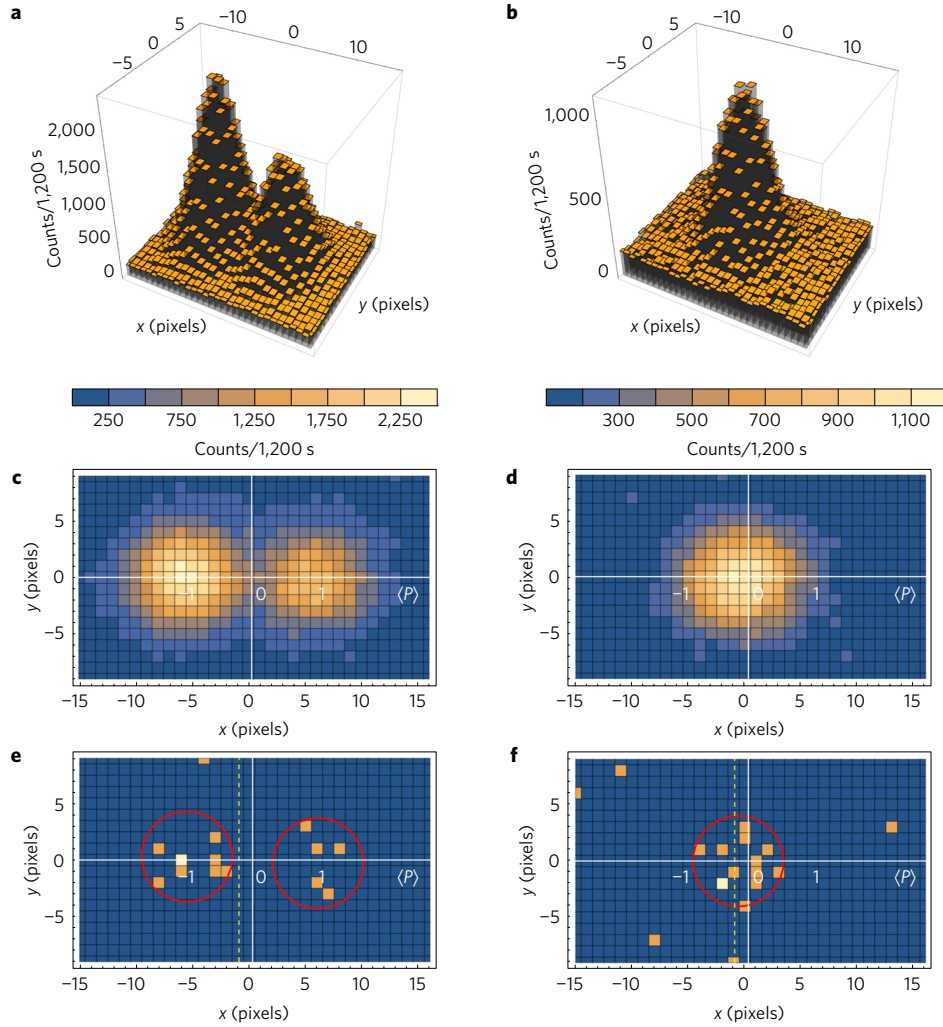 a
−10
0
10
5
0
−5
2,000
1,500
1,000
500
0
Counts/1,200 s
x (pixels)
y (pixels)
b
−10
0
10
5
0
−5
1,000
500
0
Counts/1,200 s
x (pixels)
y (pixels)
250 750 1,250 1,750 2,250
Counts/1,200 s
300 500 700 900 1,100
Counts/1,200 s
c
5
0
−5
y (pixels)
−1 0 1 ⟨P⟩
−15 −10 −5 0 5 10 15
x (pixels)
d
5
0
−5
y (pixels)
−1 0 1 ⟨P⟩
−15 −10 −5 0 5 10 15
x (pixels)
e
5
0
−5
y (pixels)
−1 0 1 ⟨P⟩
−15 −10 −5 0 5 10 15
x (pixels)
f
5
0
−5
y (pixels)
−1 0 1 ⟨P⟩
−15 −10 −5 0 5 10 15
x (pixels)